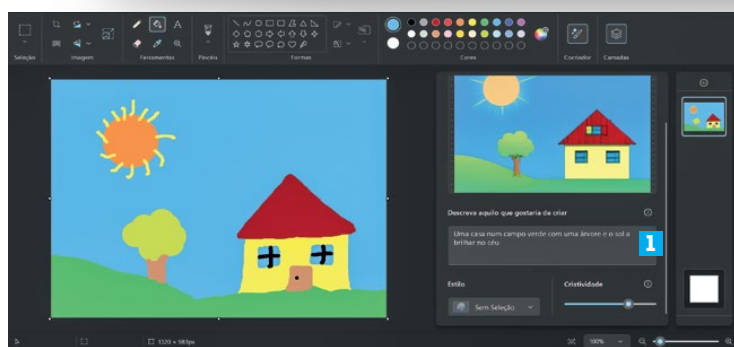 Seleção
Imagem
Ferramentas
Pincéis
Formas
Cores
Cocriador
Camadas
A
Descreva aquilo que gostaria de criar
Uma casa num campo verde com uma árvore e o sol a
brilhar no céu
1
Estilo
Criatividade
Sem Seleção
1320 × 583px
100%